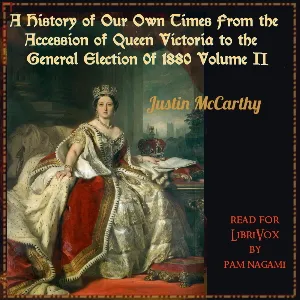 A History of Our Own Times From the
Accession of Queen Victoria to the
General Election Of 1880 Volume II
Justin McCarthy
READ FOR
LIBRIVOX
BY
PAM NAGAMI